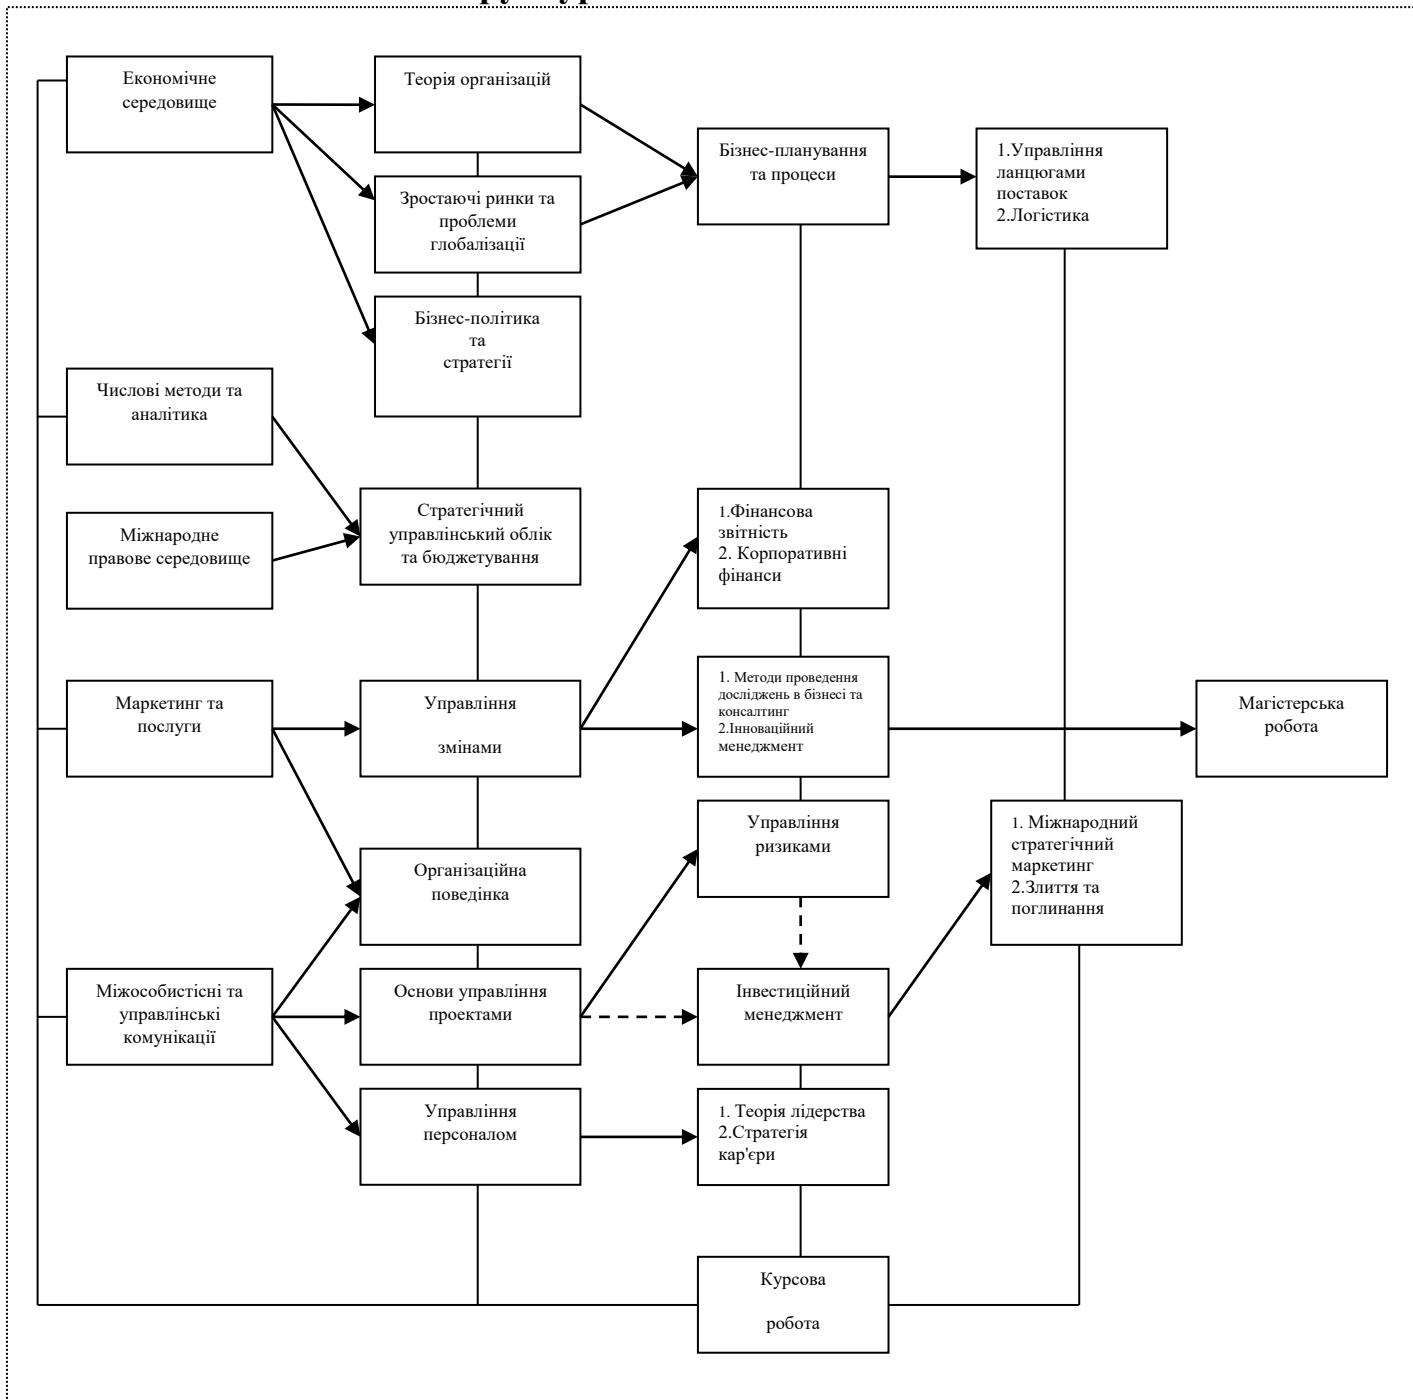 Економічне
середовище
Теорія організацій
Бізнес-планування
та процеси
1.Управління
ланцюгами
поставок
2.Логістика
Зростаючі ринки та
проблеми
глобалізації
Бізнес-політика
та
стратегії
Числові методи та
аналітика
Міжнародне
правове середовище
Стратегічний
управлінський облік
та бюджетування
1.Фінансова
звітність
2. Корпоративні
фінанси
Маркетинг та
послуги
Управління
змінами
1. Методи проведення
досліджень в бізнесі та
консалтинг
2.Інноваційний
менеджмент
Магістерська
робота
Організаційна
поведінка
Управління
ризиками
1. Міжнародний
стратегічний
маркетинг
2.Злиття та
поглинання
Міжособистісні та
управлінські
комунікації
Основи управління
проектами
Інвестиційний
менеджмент
Управління
персоналом
1. Теорія лідерства
2.Стратегія
кар'єри
Курсова
робота